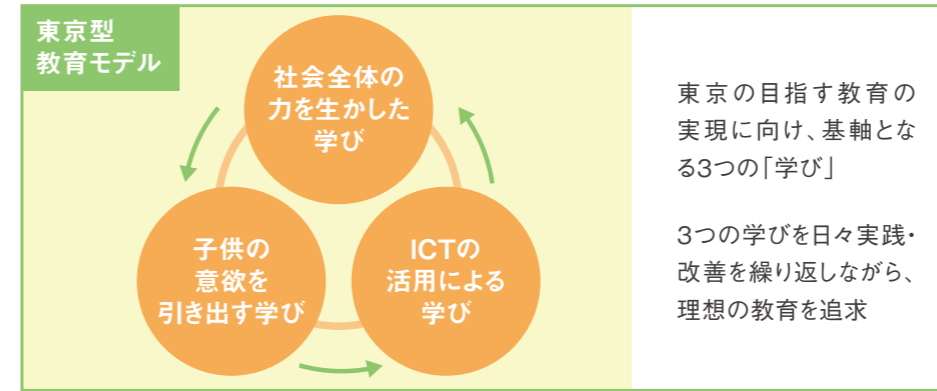 東京型
教育モデル
社会全体の
力を生かした
学び
子供の
意欲を
引き出す学び
ICTの
活用による
学び
東京の目指す教育の
実現に向け、基軸とな
る3つの「学び」
3つの学びを日々実践・
改善を繰り返しながら、
理想の教育を追求